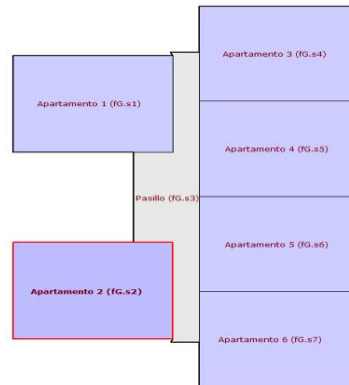 Apartamento 3 (fG.s4)
Apartamento 1 (fG.s1)
Apartamento 4 (fG.s5)
Pasillo (fG.s3)
Apartamento 5 (fG.s6)
Apartamento 2 (fG.s2)
Apartamento 6 (fG.s7)